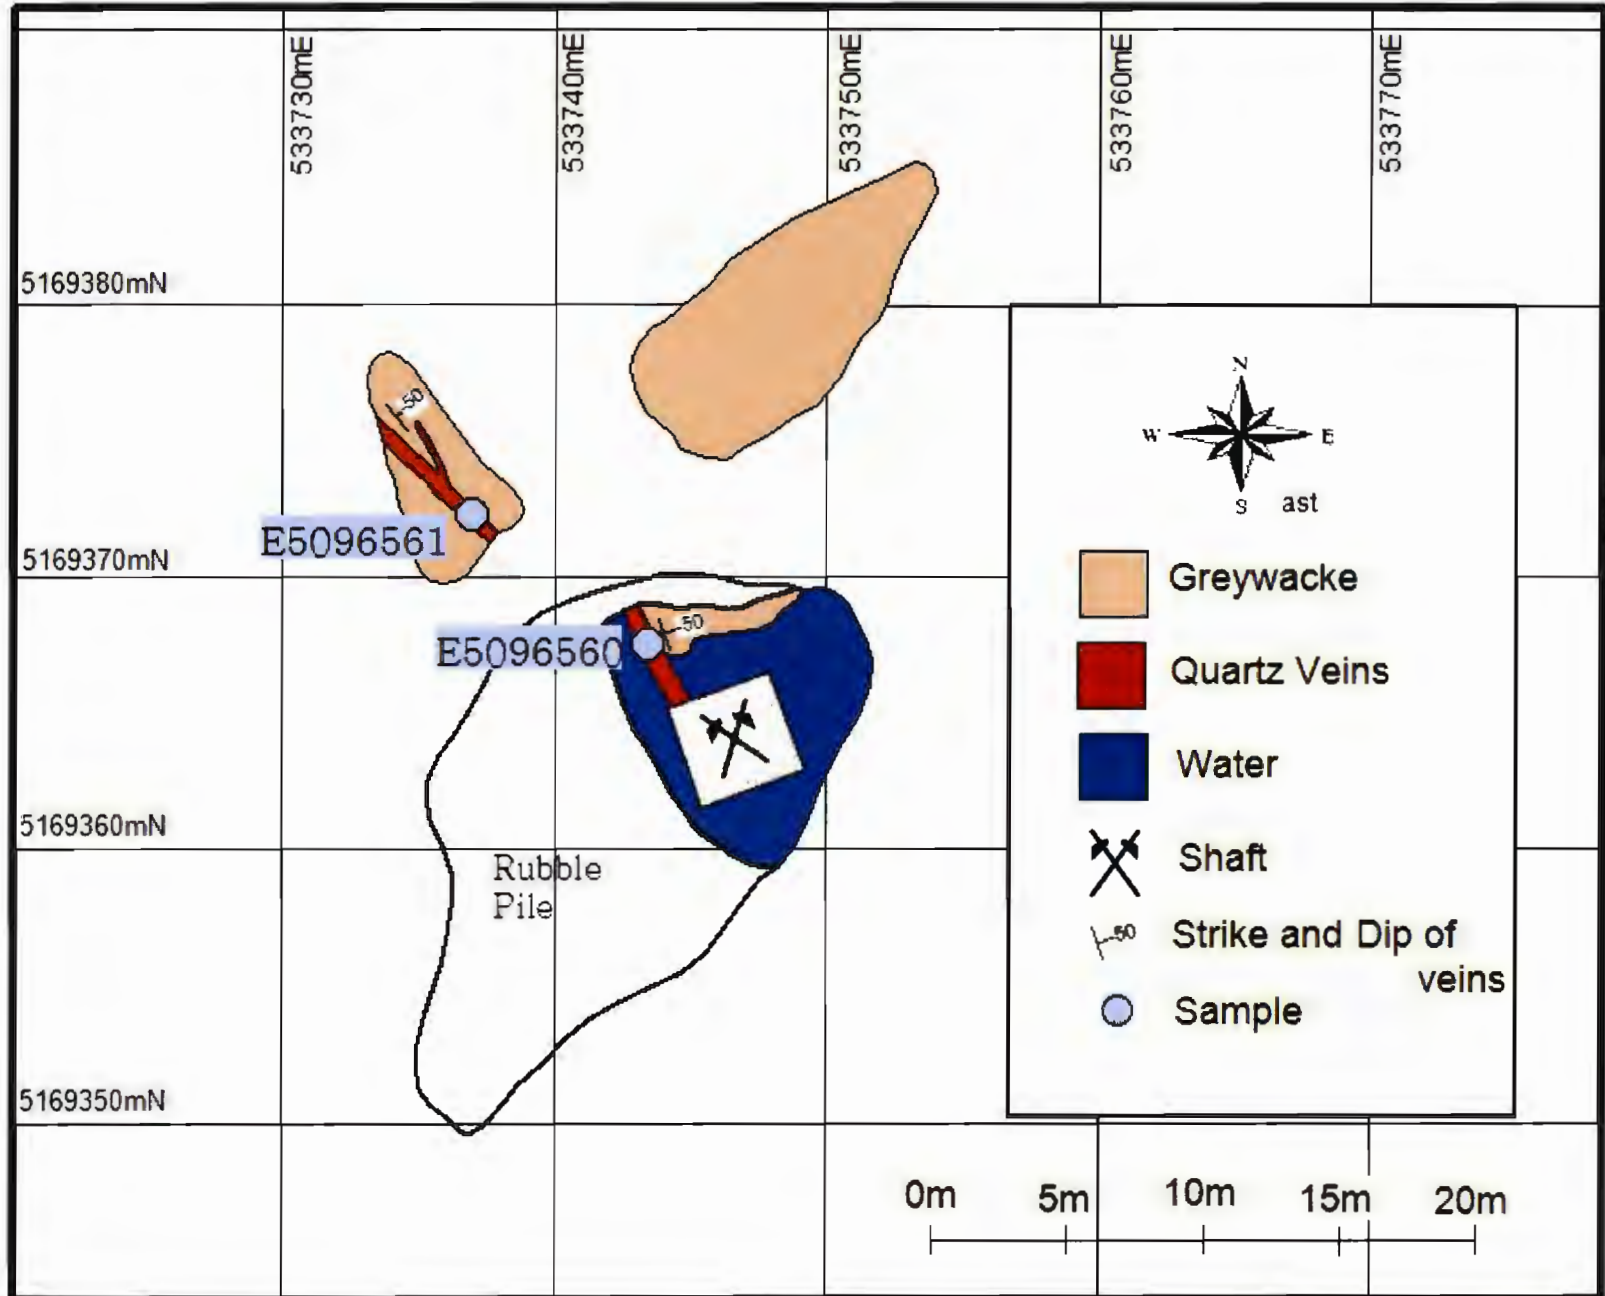 533730mE
533740mE
533750mE
533760mE
533770mE
5169380mN
50
E5096561
5169370mN
50
E5096560
5169360mN
Rubble
Pile
5169350mN
N
W E
S ast
Greywacke
Quartz Veins
Water
Shaft
50 Strike and Dip of
veins
Sample
0m 5m 10m 15m 20m